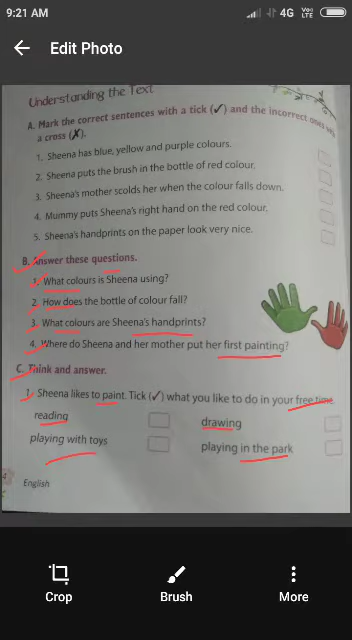 9:21 AM 4G VoLTE
Edit Photo
Understanding the Text
A. Mark the correct sentences with a tick (✓) and the incorrect ones with
a cross (✗).
1. Sheena has blue, yellow and purple colours.
2. Sheena puts the brush in the bottle of red colour.
3. Sheena's mother scolds her when the colour falls down.
4. Mummy puts Sheena's right hand on the red colour.
5. Sheena's handprints on the paper look very nice.
B. Answer these questions.
1. What colours is Sheena using?
2. How does the bottle of colour fall?
3. What colours are Sheena's handprints?
4. Where do Sheena and her mother put her first painting?
C. Think and answer.
1. Sheena likes to paint. Tick (✓) what you like to do in your free time.
reading drawing
playing with toys playing in the park
4
English
Crop Brush More